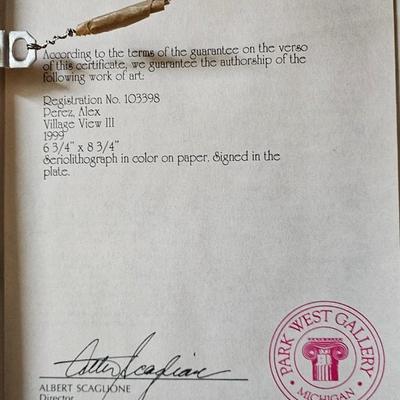 According to the terms of the guarantee on the verso
of this certificate, we guarantee the authorship of the
following work of art:
Registration No. 103398
Perez, Alex
Village View III
1999
6 3/4" x 8 3/4"
Seriolithograph in color on paper. Signed in the
plate.
ALBERT SCAGLIONE
Director
PARK WEST GALLERY
MICHIGAN